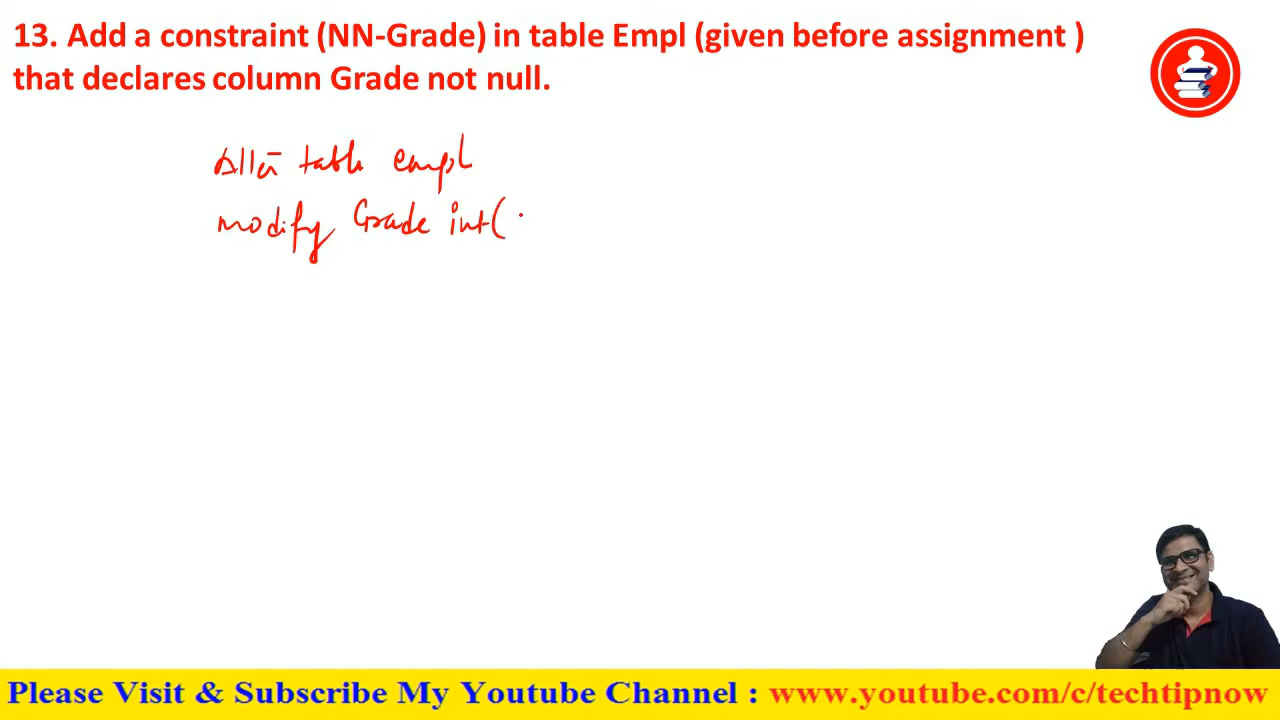 13. Add a constraint (NN-Grade) in table Empl (given before assignment )
that declares column Grade not null.
Alter table empl
modify Grade int(
Please Visit & Subscribe My Youtube Channel : www.youtube.com/c/techtipnow